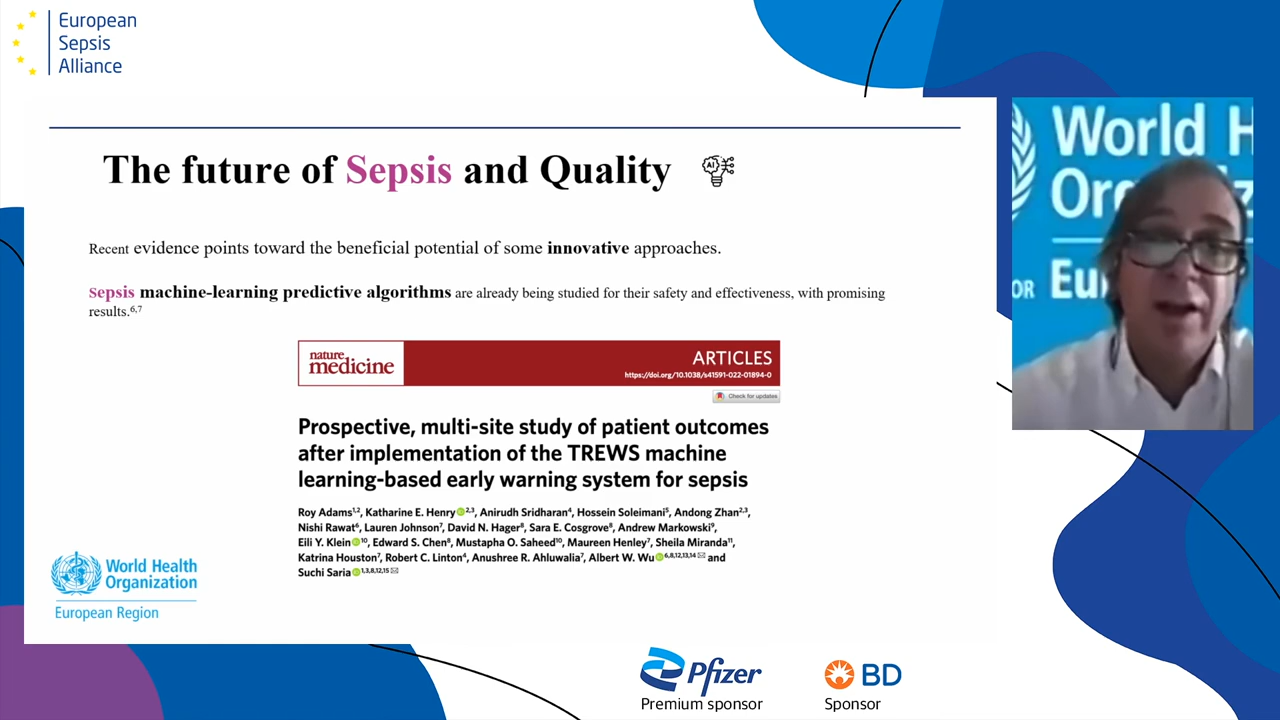 European
Sepsis
Alliance
The future of Sepsis and Quality
AI
Recent evidence points toward the beneficial potential of some innovative approaches.
Sepsis machine-learning predictive algorithms are already being studied for their safety and effectiveness, with promising
results.6,7
nature
medicine
ARTICLES
https://doi.org/10.1038/s41591-022-01894-0
Check for updates
Prospective, multi-site study of patient outcomes
after implementation of the TREWS machine
learning-based early warning system for sepsis
Roy Adams1,2, Katharine E. Henry2,3, Anirudh Sridharan4, Hossein Soleimani5, Andong Zhan2,3,
Nishi Rawat6, Lauren Johnson7, David N. Hager8, Sara E. Cosgrove8, Andrew Markowski9,
Eili Y. Klein10, Edward S. Chen8, Mustapha O. Saheed10, Maureen Henley7, Sheila Miranda11,
Katrina Houston7, Robert C. Linton4, Anushree R. Ahluwalia7, Albert W. Wu6,8,12,13,14 and
Suchi Saria1,3,8,12,15
World Health
Organization
European Region
World H
Or
OR Eu
Pfizer
Premium sponsor
BD
Sponsor